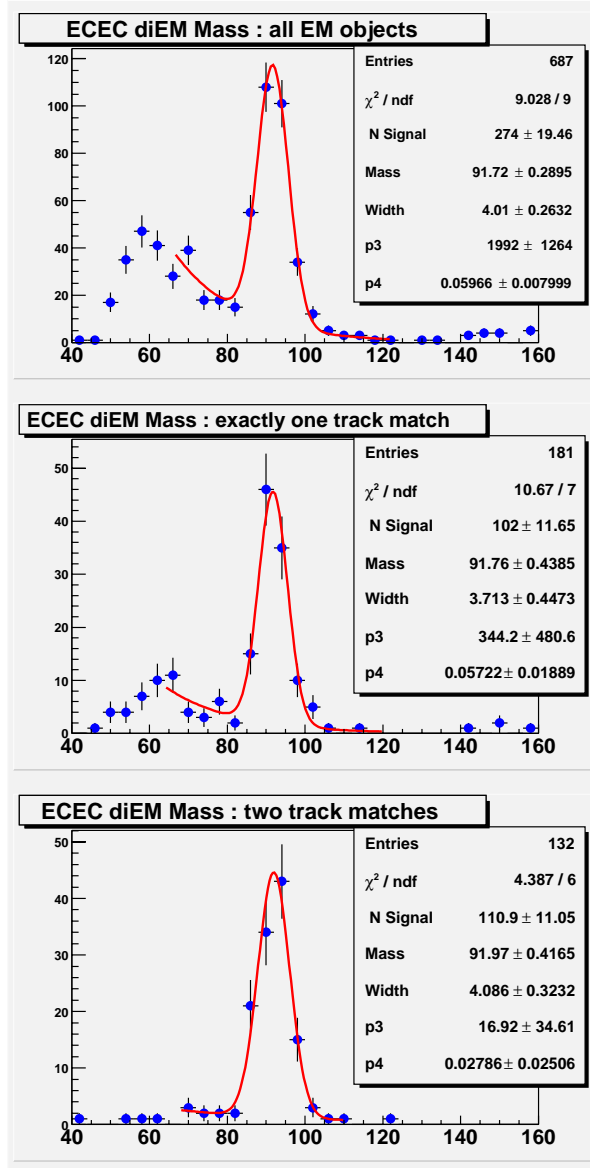 ECEC diEM Mass : all EM objects
Entries 687
χ² / ndf 9.028 / 9
N Signal 274 ± 19.46
Mass 91.72 ± 0.2895
Width 4.01 ± 0.2632
p3 1992 ± 1264
p4 0.05966 ± 0.007999
120
100
80
60
40
20
0
40 60 80 100 120 140 160
ECEC diEM Mass : exactly one track match
Entries 181
χ² / ndf 10.67 / 7
N Signal 102 ± 11.65
Mass 91.76 ± 0.4385
Width 3.713 ± 0.4473
p3 344.2 ± 480.6
p4 0.05722 ± 0.01889
50
40
30
20
10
0
40 60 80 100 120 140 160
ECEC diEM Mass : two track matches
Entries 132
χ² / ndf 4.387 / 6
N Signal 110.9 ± 11.05
Mass 91.97 ± 0.4165
Width 4.086 ± 0.3232
p3 16.92 ± 34.61
p4 0.02786 ± 0.02506
50
40
30
20
10
0
40 60 80 100 120 140 160